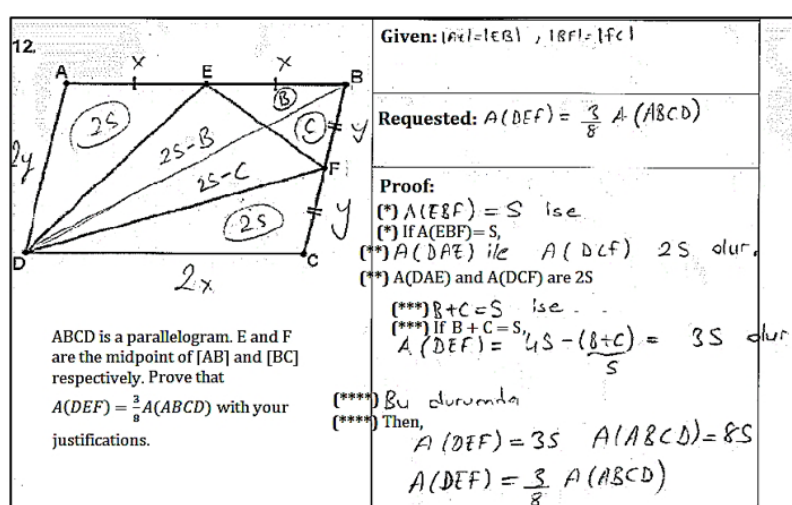 12.
A x E x B
B
2S C y
2y 2S-B
2S-C F
2S y
D C
2x
ABCD is a parallelogram. E and F
are the midpoint of [AB] and [BC]
respectively. Prove that
A(DEF) = 3/8 A(ABCD) with your
justifications.
Given: |AE|=|EB| , |BF|=|FC|
Requested: A(DEF) = 3/8 A(ABCD)
Proof:
(*) A(EBF) = S ise
(*) If A(EBF)= S,
(**) A(DAE) ile A(DCF) 2S olur.
(**) A(DAE) and A(DCF) are 2S
(***) B+C=S ise . .
(***) If B + C = S,
A(DEF) = 4S-(B+C) = 3S olur
S
(****) Bu durumda
(****) Then,
A(DEF) = 3S A(ABCD)=8S
A(DEF) = 3/8 A(ABCD)